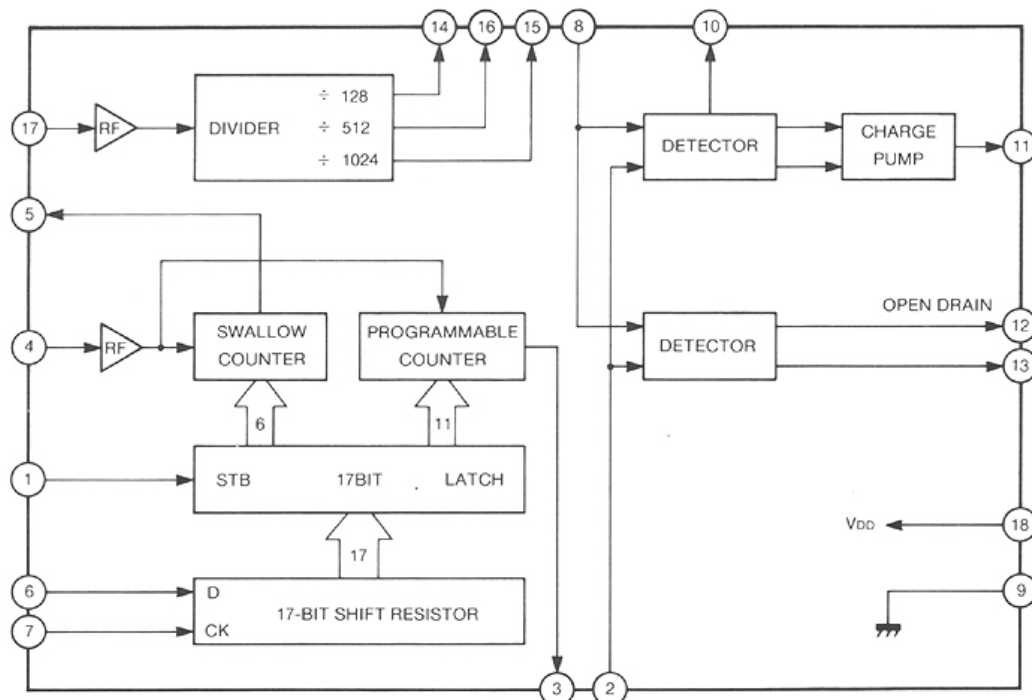 14 16 15 8 10
÷ 128
17 RF DIVIDER ÷ 512
÷ 1024
DETECTOR
CHARGE
PUMP
11
5
4 RF
SWALLOW
COUNTER
PROGRAMMABLE
COUNTER
DETECTOR
OPEN DRAIN
12
13
6 11
1 STB 17BIT LATCH
17
VDD 18
6 D
17-BIT SHIFT RESISTOR
7 CK
9
3 2